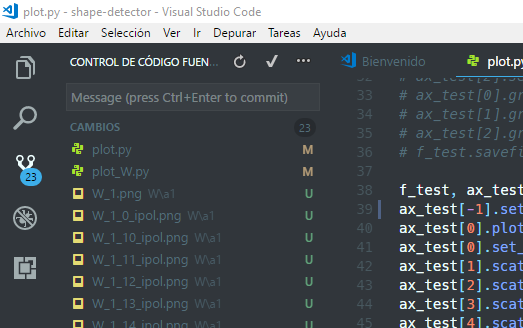 plot.py - shape-detector - Visual Studio Code
Archivo Editar Selección Ver Ir Depurar Tareas Ayuda
CONTROL DE CÓDIGO FUEN... ... Bienvenido plot.py
Message (press Ctrl+Enter to commit)
CAMBIOS 23
plot.py M
plot_W.py M
W_1.png W\a1 U
W_1_0_ipol.png W\a1 U
23
W_1_10_ipol.png W\a1 U
W_1_11_ipol.png W\a1 U
W_1_12_ipol.png W\a1 U
W_1_13_ipol.png W\a1 U
W_1_14_ipol.png W\a1 U
33 # ax_test[0].gr
34 # ax_test[1].gr
35 # ax_test[2].gr
36 # f_test.savefi
37
38 f_test, ax_test
39 ax_test[-1].set
40 ax_test[0].plot
41 ax_test[0].set_
42 ax_test[1].scat
43 ax_test[2].scat
44 ax_test[3].scat
45 ax_test[4].scat